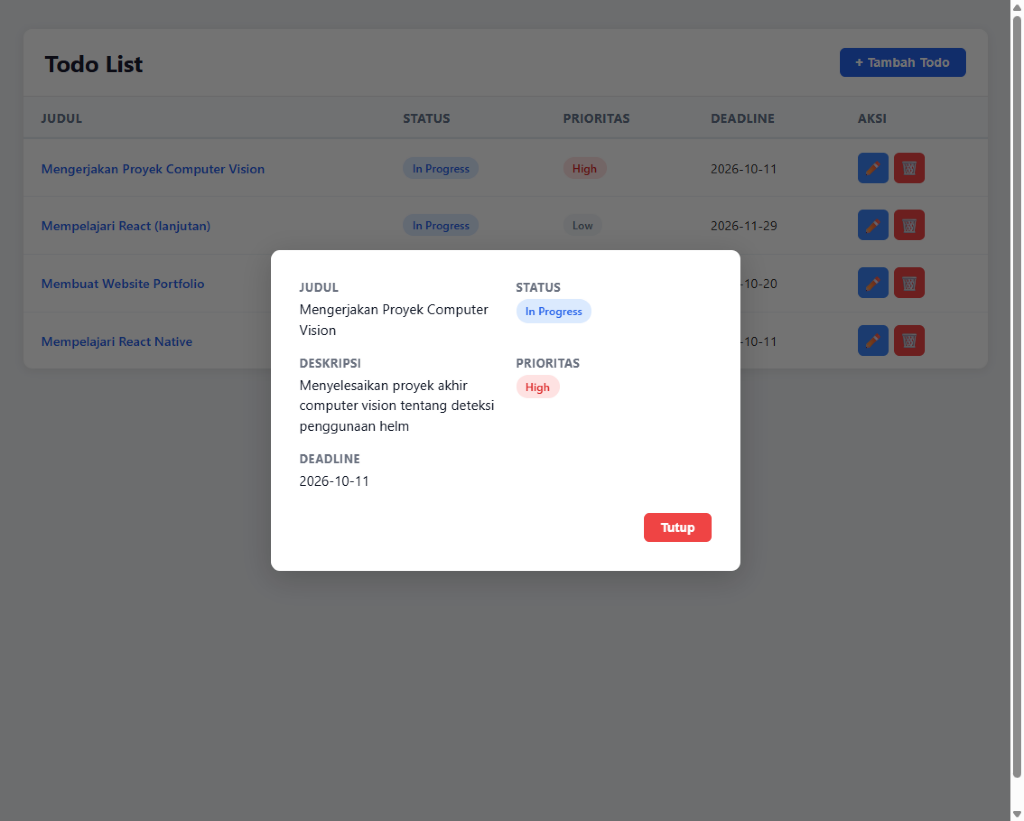 Todo List
+ Tambah Todo
JUDUL STATUS PRIORITAS DEADLINE AKSI
Mengerjakan Proyek Computer Vision In Progress High 2026-10-11
Mempelajari React (lanjutan) In Progress Low 2026-11-29
Membuat Website Portfolio -10-20
Mempelajari React Native -10-11
JUDUL
Mengerjakan Proyek Computer
Vision
STATUS
In Progress
DESKRIPSI
Menyelesaikan proyek akhir
computer vision tentang deteksi
penggunaan helm
PRIORITAS
High
DEADLINE
2026-10-11
Tutup